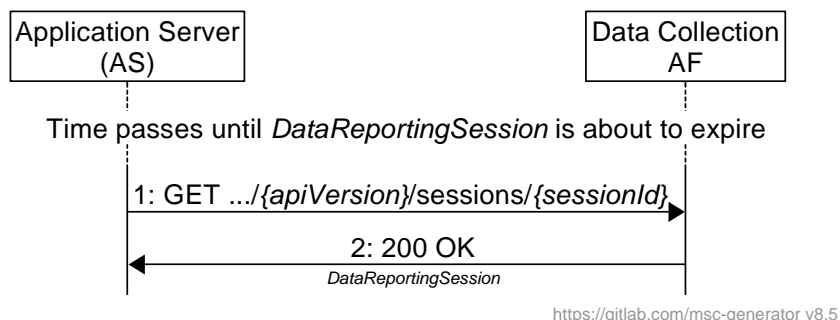 Application Server
(AS)
Data Collection
AF
Time passes until DataReportingSession is about to expire
1: GET .../{apiVersion}/sessions/{sessionId}
2: 200 OK
DataReportingSession
https://gitlab.com/msc-generator v8.5